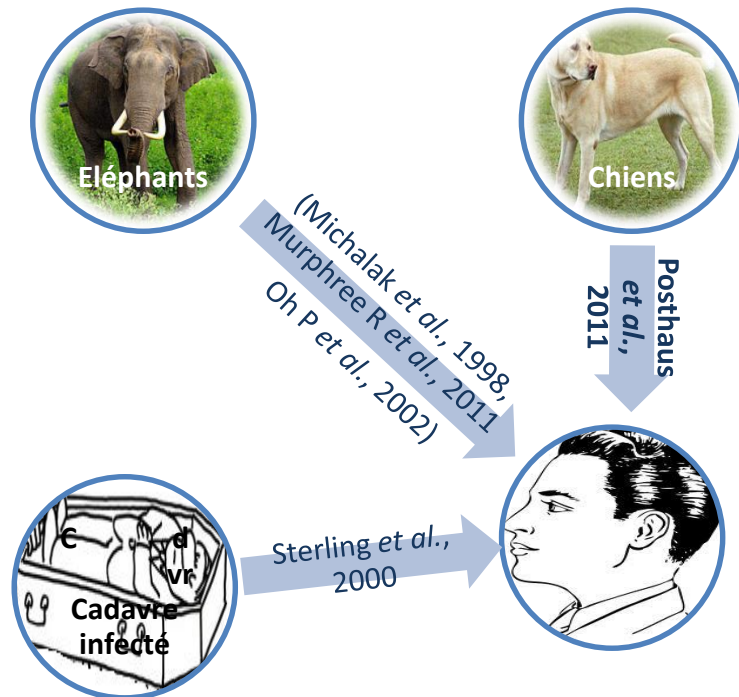 Eléphants
Chiens
(Michalak et al., 1998,
Murphree R et al., 2011
Oh P et al., 2002)
Posthaus
et al.,
2011
Sterling et al.,
2000
C d
vr
Cadavre
infecté